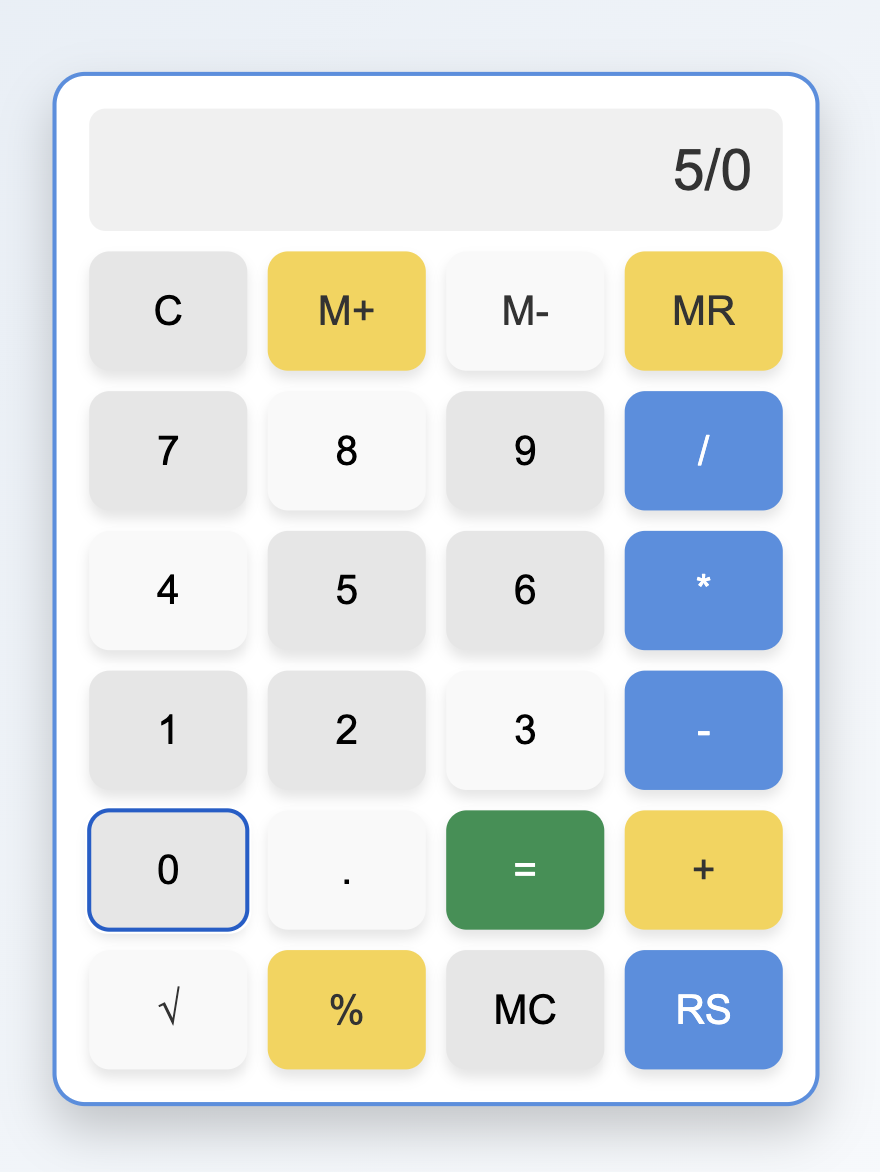 5/0
C M+ M- MR
7 8 9 /
4 5 6 *
1 2 3 -
0 . = +
√ % MC RS